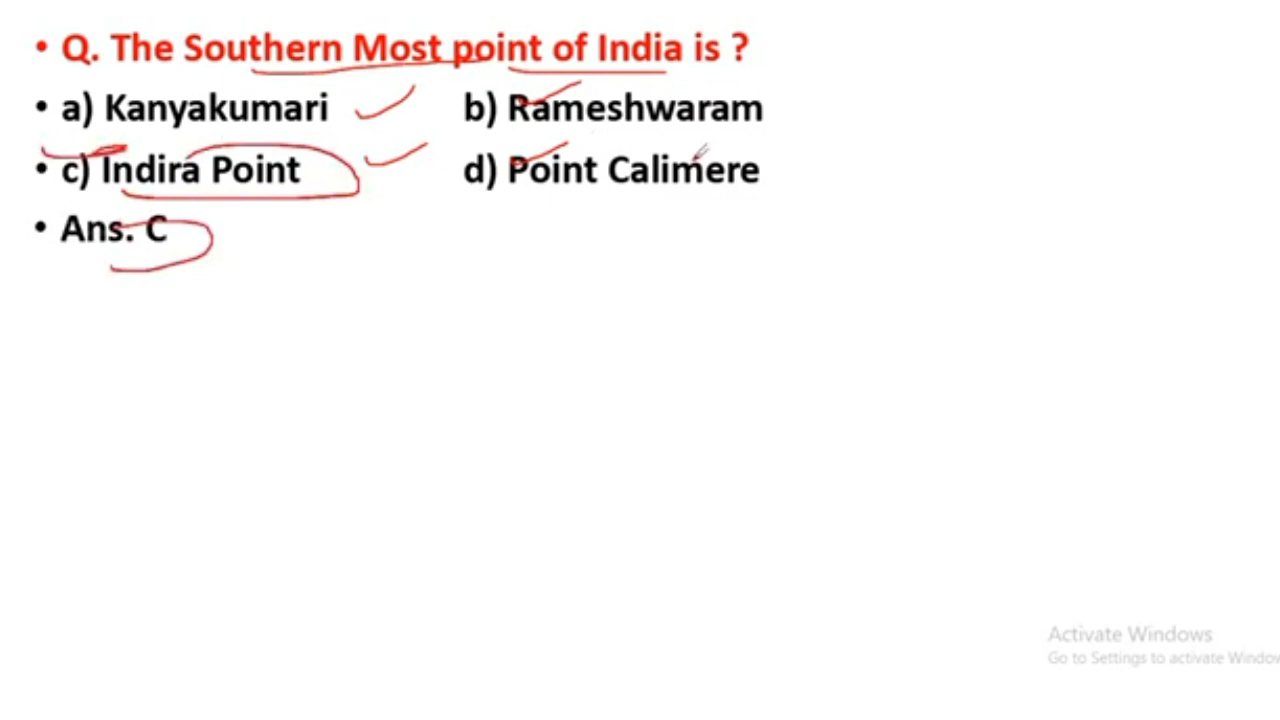 • Q. The Southern Most point of India is ?
• a) Kanyakumari b) Rameshwaram
• c) Indira Point d) Point Calimere
• Ans. C
Activate Windows
Go to Settings to activate Window